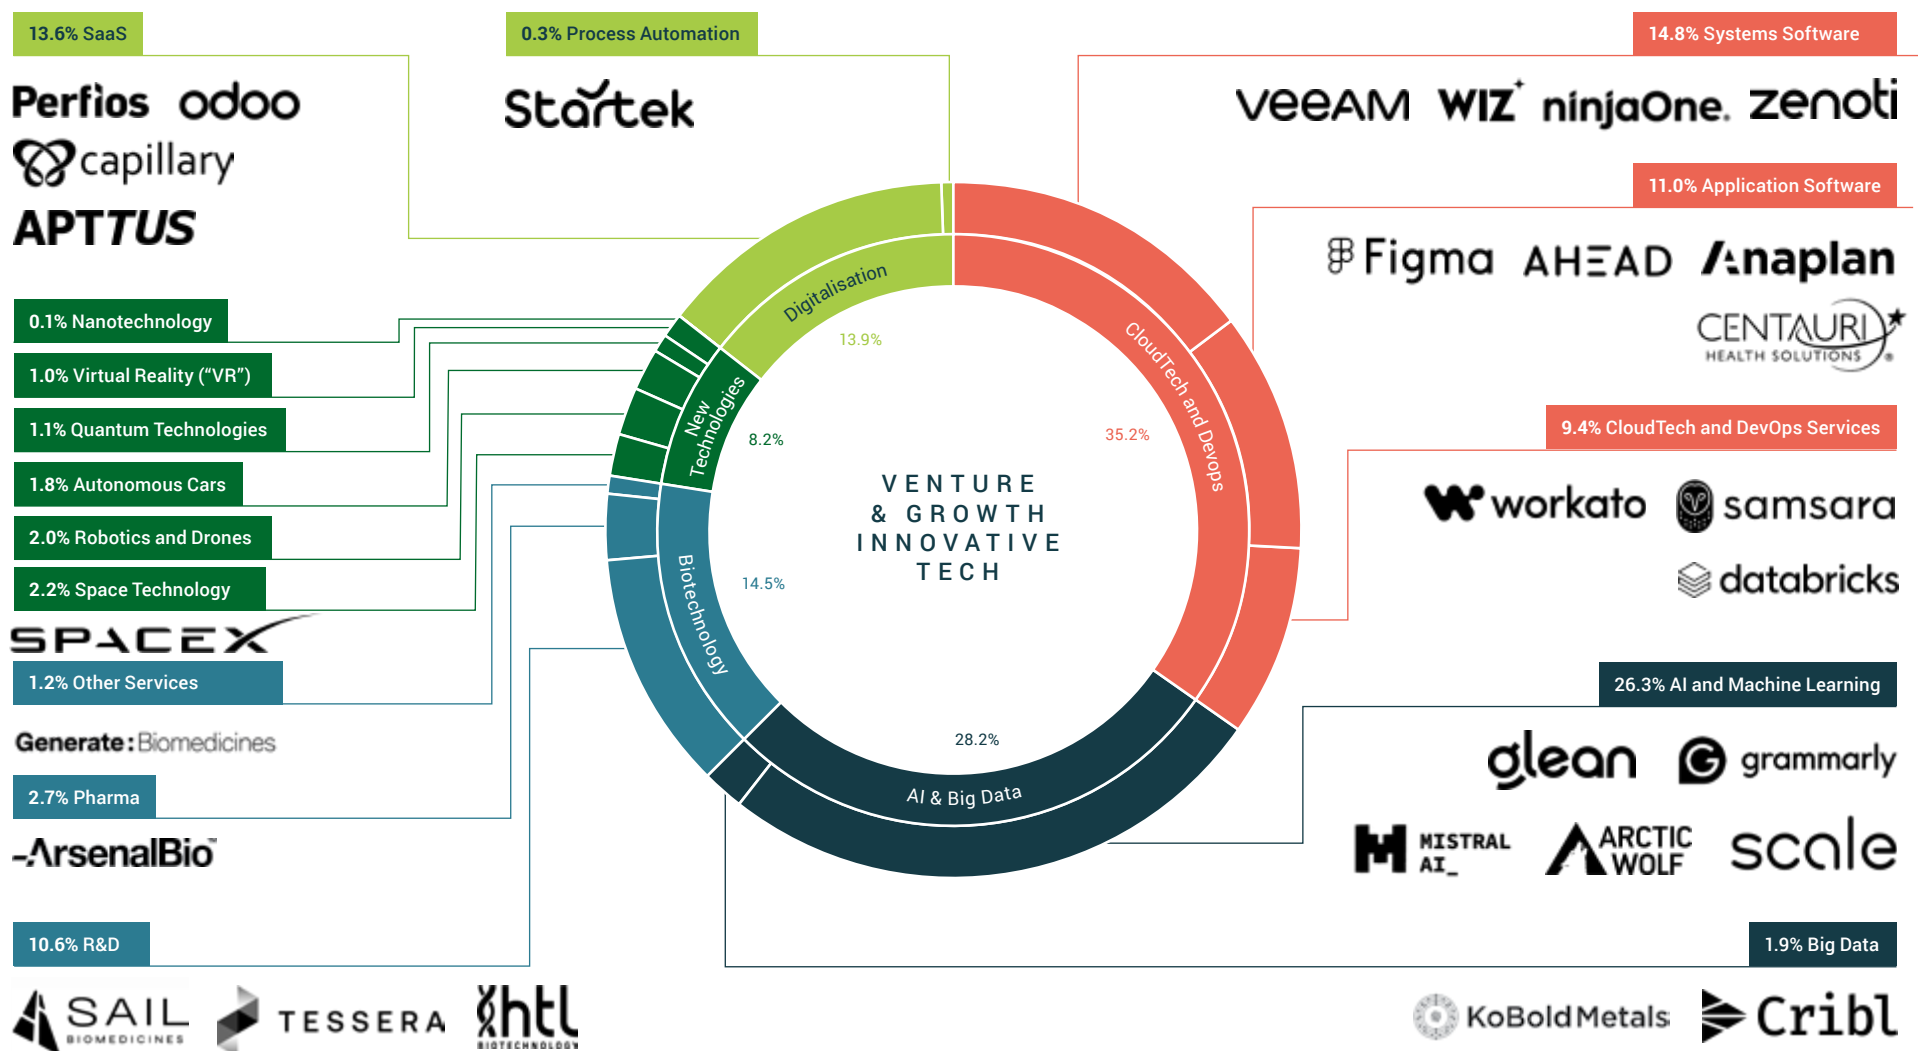 13.6% SaaS
Perfios odoo
capillary
APTTUS
0.3% Process Automation
Startek
14.8% Systems Software
veeAM WIZ ninjaOne. zenoti
11.0% Application Software
Figma AHEAD Anaplan
CENTAURI
HEALTH SOLUTIONS ®
9.4% CloudTech and DevOps Services
workato samsara
databricks
26.3% AI and Machine Learning
glean grammarly
MISTRAL
AI_
ARCTIC
WOLF
scale
1.9% Big Data
KoBold Metals Cribl
0.1% Nanotechnology
1.0% Virtual Reality (“VR”)
1.1% Quantum Technologies
1.8% Autonomous Cars
2.0% Robotics and Drones
2.2% Space Technology
SPACEX
1.2% Other Services
Generate:Biomedicines
2.7% Pharma
ArsenalBio™
10.6% R&D
SAIL
BIOMEDICINES
TESSERA
htl
BIOTECHNOLOGY
Digitalisation
13.9%
New
Technologies
8.2%
Biotechnology
14.5%
AI & Big Data
28.2%
CloudTech and Devops
35.2%
VENTURE
& GROWTH
INNOVATIVE
TECH